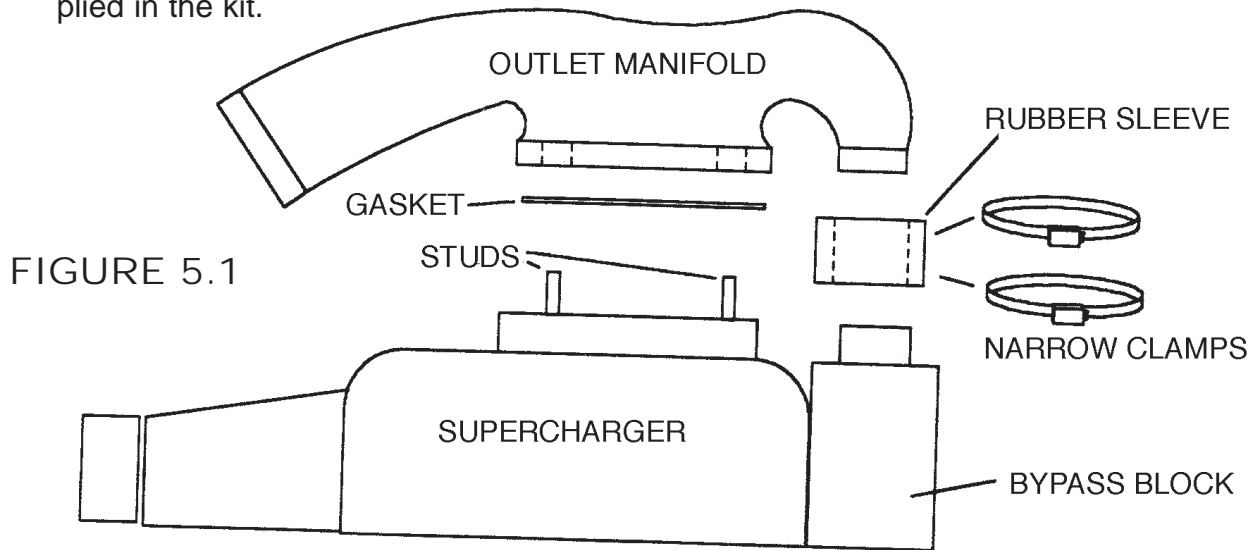 plied in the kit.
OUTLET MANIFOLD
RUBBER SLEEVE
GASKET
STUDS
FIGURE 5.1
NARROW CLAMPS
SUPERCHARGER
BYPASS BLOCK